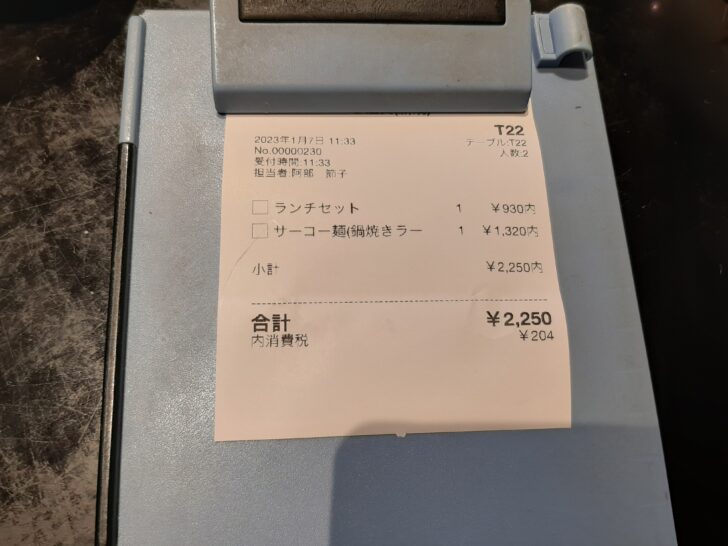 T22
2023年1月7日 11:33
テーブル:T22
No.00000230
人数:2
受付時間:11:33
担当者:阿部 節子
ランチセット 1 ¥930内
サーコー麺(鍋焼きラー 1 ¥1,320内
小計 ¥2,250内
合計 ¥2,250
内消費税 ¥204